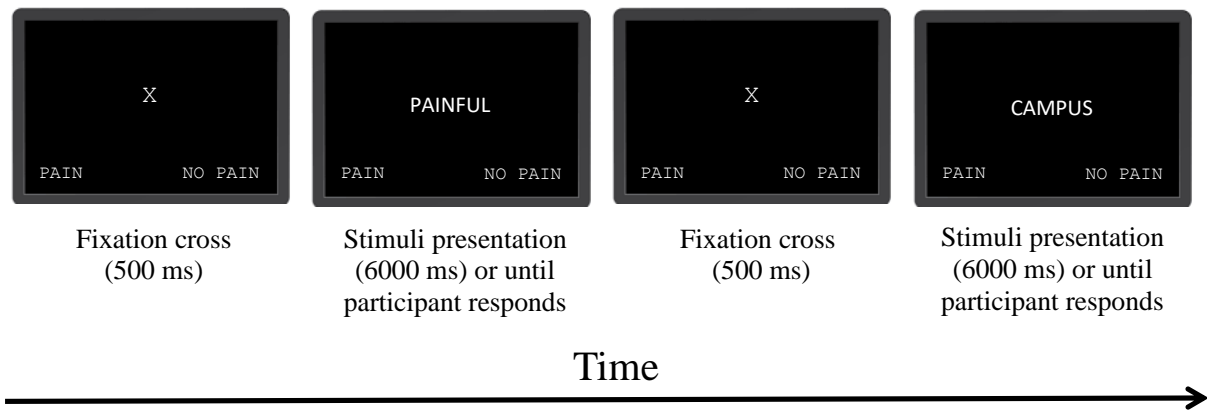 X
PAIN NO PAIN
PAINFUL
PAIN NO PAIN
X
PAIN NO PAIN
CAMPUS
PAIN NO PAIN
Fixation cross
(500 ms)
Stimuli presentation
(6000 ms) or until
participant responds
Fixation cross
(500 ms)
Stimuli presentation
(6000 ms) or until
participant responds
Time